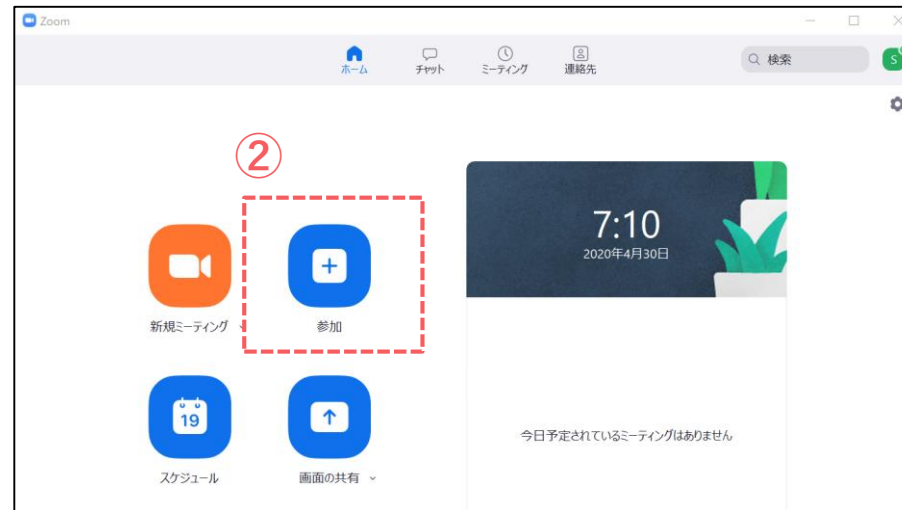 Zoom
ホーム
チャット
ミーティング
連絡先
検索
S
②
7:10
2020年4月30日
新規ミーティング
参加
19
スケジュール
画面の共有
今日予定されているミーティングはありません